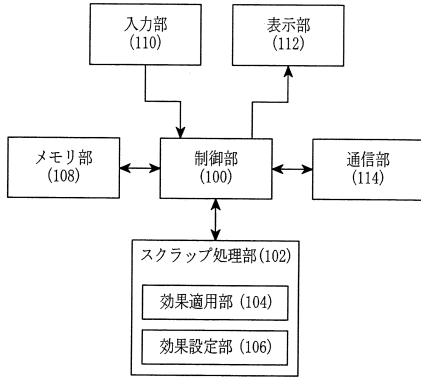 入力部
(110)
表示部
(112)
メモリ部
(108)
制御部
(100)
通信部
(114)
スクラップ処理部(102)
効果適用部 (104)
効果設定部 (106)